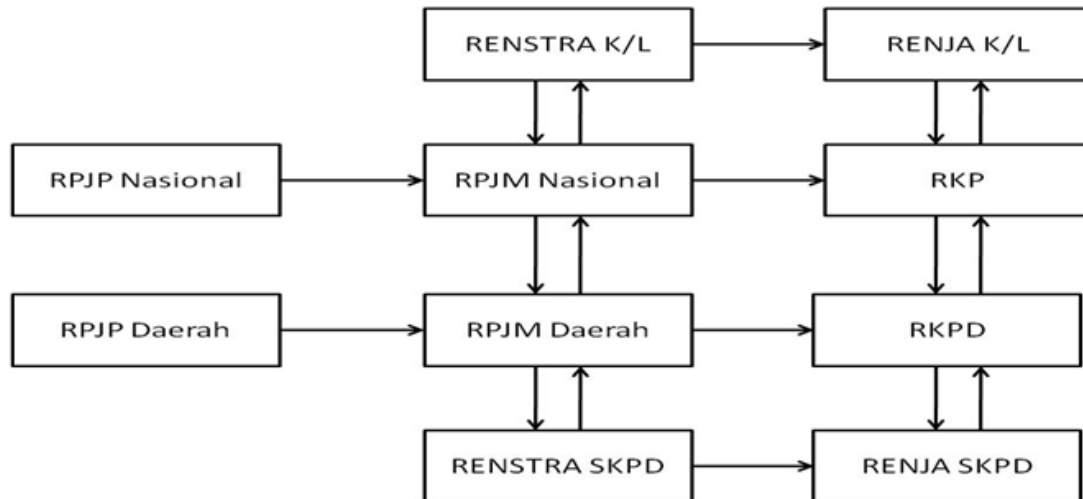 RENSTRA K/L
RENJA K/L
RPJP Nasional
RPJM Nasional
RKP
RPJP Daerah
RPJM Daerah
RKPD
RENSTRA SKPD
RENJA SKPD